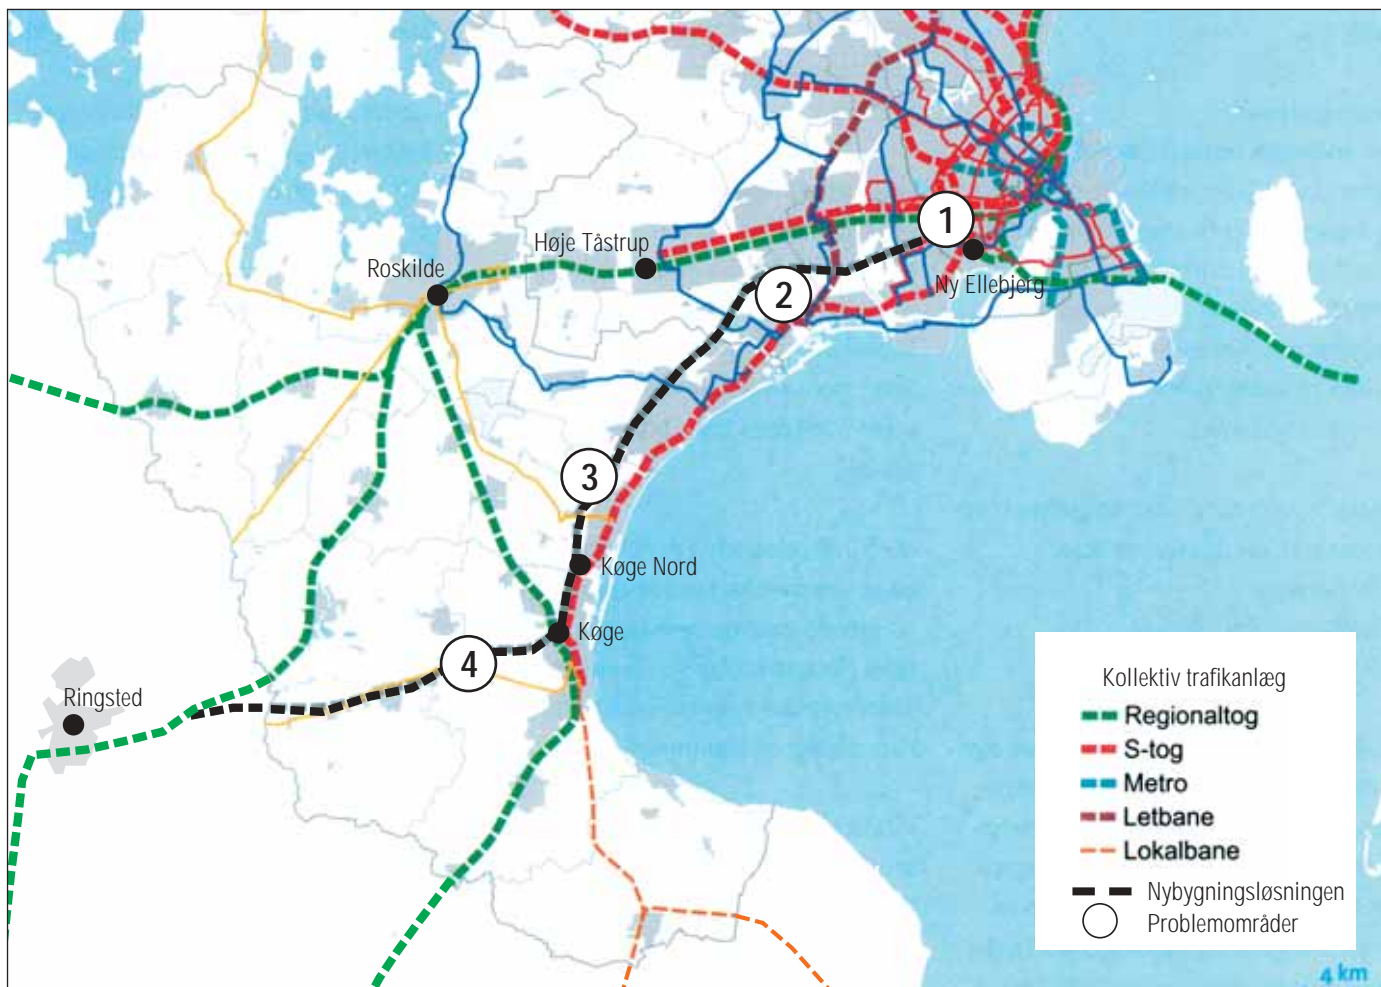 1
Høje Tåstrup
Roskilde
Ny Ellebjerg
2
3
Køge Nord
Køge
4
Ringsted
Kollektiv trafikanlæg
Regionaltog
S-tog
Metro
Letbane
Lokalbane
Nybygningsløsningen
Problemområder
4 km